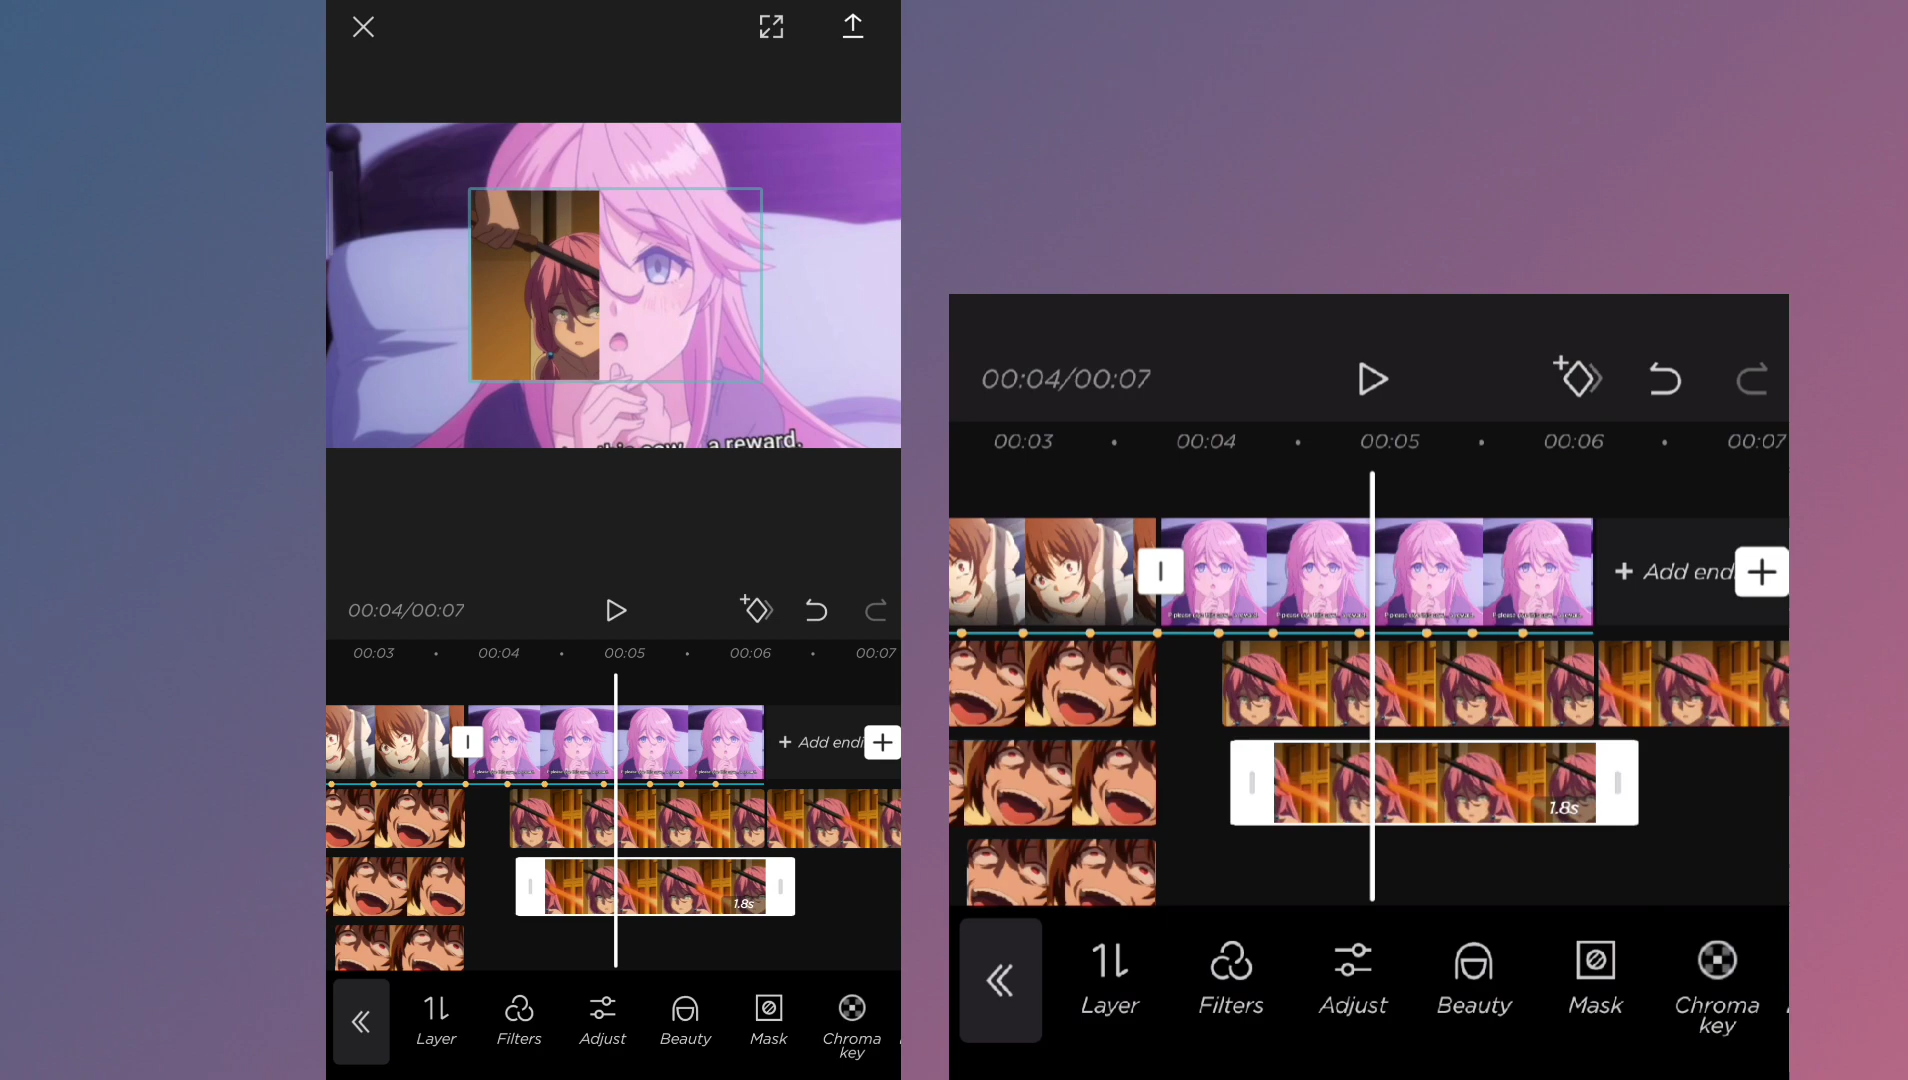 a reward.
00:04/00:07
00:03
00:04
00:05
00:06
00:07
+ Add endi
1.8s
Layer
Filters
Adjust
Beauty
Mask
Chroma
key
00:04/00:07
00:03
00:04
00:05
00:06
00:07
+ Add end
1.8s
Layer
Filters
Adjust
Beauty
Mask
Chroma
key